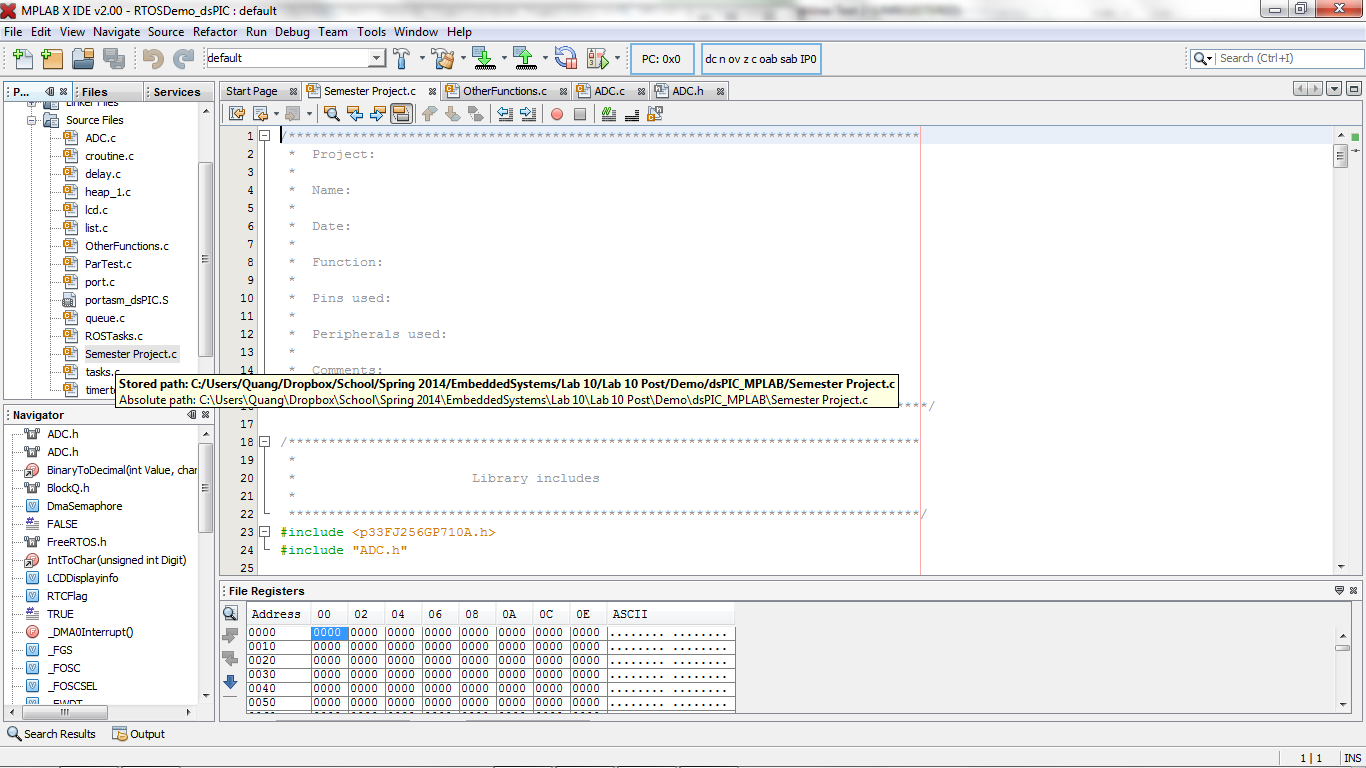 MPLAB X IDE v2.00 - RTOSDemo_dsPIC : default
File Edit View Navigate Source Refactor Run Debug Team Tools Window Help
default PC: 0x0 dc n ov z c oab sab IP0 Search (Ctrl+I)
P... Files Services
Linker Files
Source Files
ADC.c
croutine.c
delay.c
heap_1.c
lcd.c
list.c
OtherFunctions.c
ParTest.c
port.c
portasm_dsPIC.S
queue.c
ROSTasks.c
Semester Project.c
tasks.c
Start Page Semester Project.c OtherFunctions.c ADC.c ADC.h
1 /*******************************************************************************
2 * Project:
3 *
4 * Name:
5 *
6 * Date:
7 *
8 * Function:
9 *
10 * Pins used:
11 *
12 * Peripherals used:
13 *
14 * Comments:
Stored path: C:/Users/Quang/Dropbox/School/Spring 2014/EmbeddedSystems/Lab 10/Lab 10 Post/Demo/dsPIC_MPLAB/Semester Project.c
Absolute path: C:\Users\Quang\Dropbox\School\Spring 2014\EmbeddedSystems\Lab 10\Lab 10 Post\Demo\dsPIC_MPLAB\Semester Project.c
17
18 /*******************************************************************************
19 *
20 * Library includes
21 *
22 *******************************************************************************/
23 #include <p33FJ256GP710A.h>
24 #include "ADC.h"
25
Navigator
ADC.h
ADC.h
BinaryToDecimal(int Value, char
BlockQ.h
DmaSemaphore
FALSE
FreeRTOS.h
IntToChar(unsigned int Digit)
LCDDisplayinfo
RTCFlag
TRUE
_DMA0Interrupt()
_FGS
_FOSC
_FOSCSEL
_FWDT
File Registers
Address 00 02 04 06 08 0A 0C 0E ASCII
0000 0000 0000 0000 0000 0000 0000 0000 0000 ........ ........
0010 0000 0000 0000 0000 0000 0000 0000 0000 ........ ........
0020 0000 0000 0000 0000 0000 0000 0000 0000 ........ ........
0030 0000 0000 0000 0000 0000 0000 0000 0000 ........ ........
0040 0000 0000 0000 0000 0000 0000 0000 0000 ........ ........
0050 0000 0000 0000 0000 0000 0000 0000 0000 ........ ........
Search Results Output
1 | 1 INS